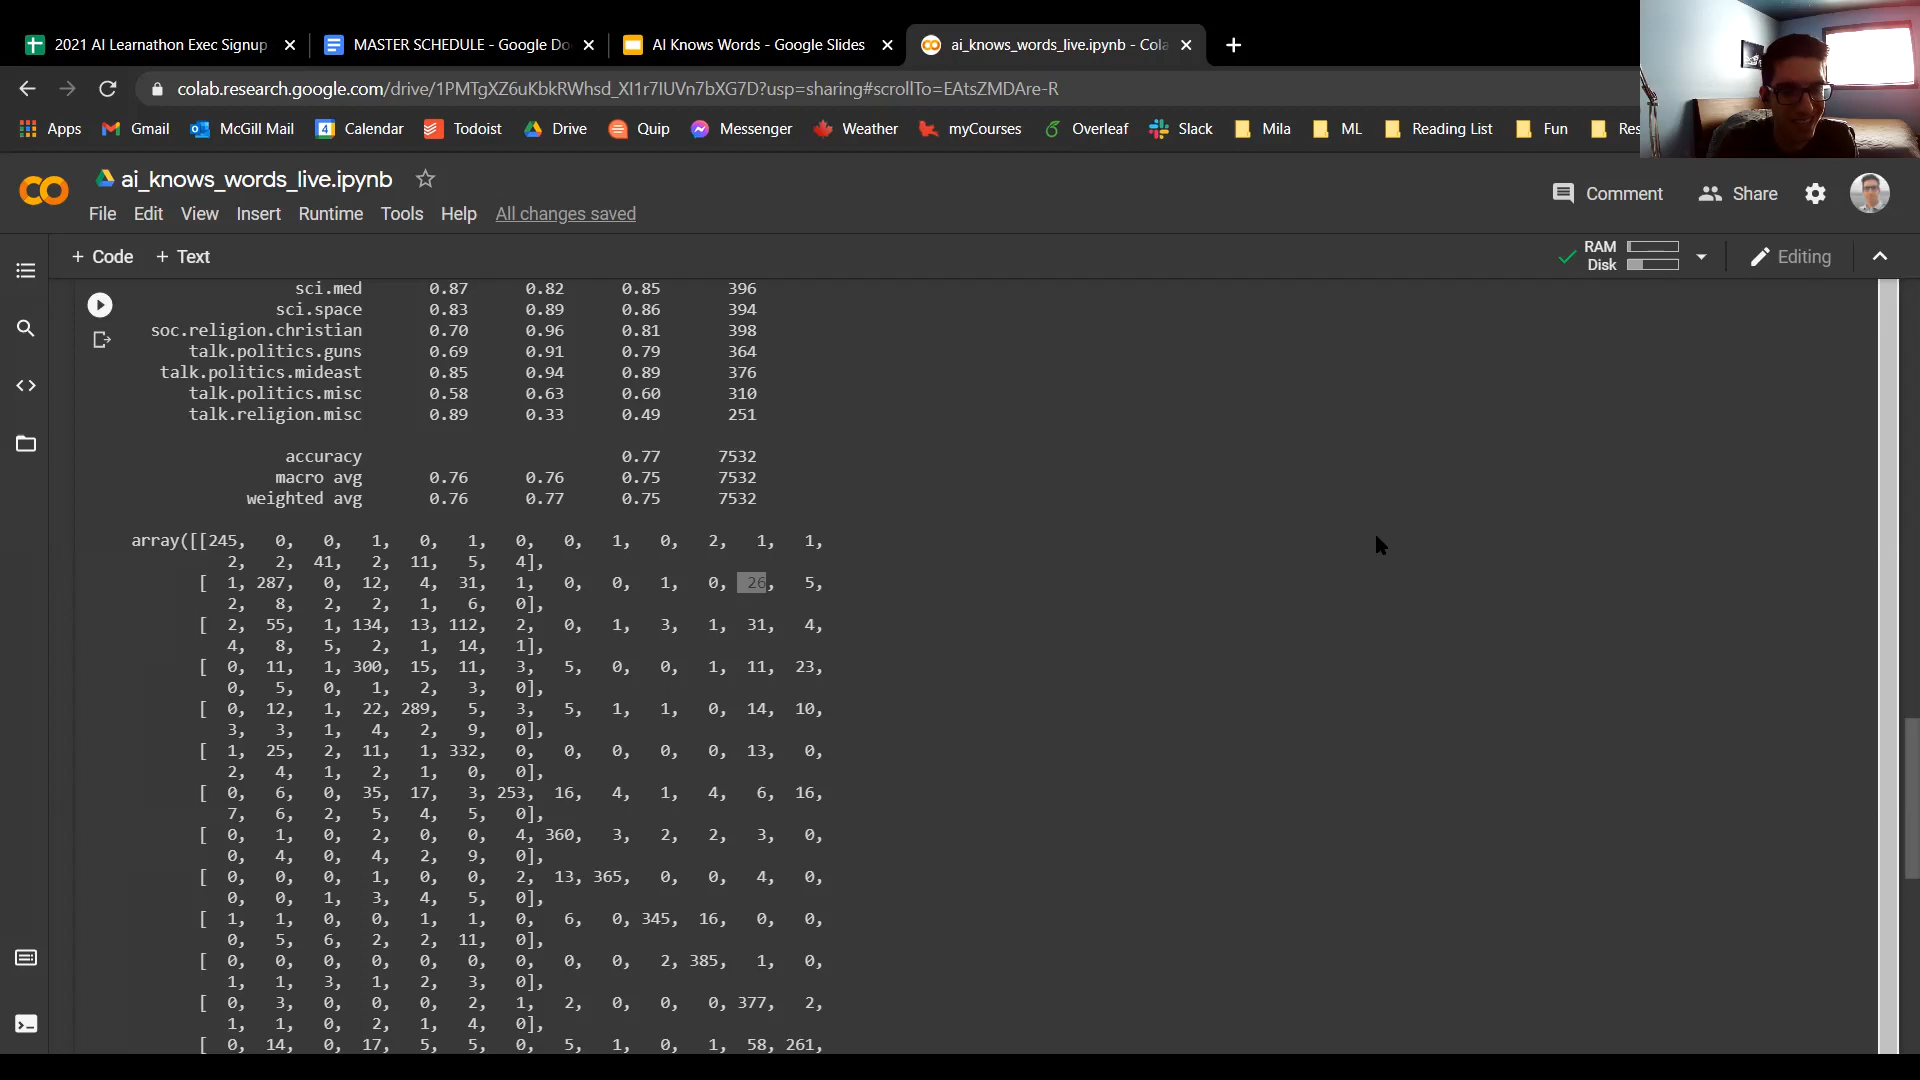 2021 AI Learnathon Exec Signup
MASTER SCHEDULE - Google Do
AI Knows Words - Google Slides
ai_knows_words_live.ipynb - Cola
colab.research.google.com/drive/1PMTgXZ6uKbkRWhsd_XI1r7IUVn7bXG7D?usp=sharing#scrollTo=EAtsZMDAre-R
Apps Gmail McGill Mail Calendar Todoist Drive Quip Messenger Weather myCourses Overleaf Slack Mila ML Reading List Fun Res
ai_knows_words_live.ipynb
Comment Share
File Edit View Insert Runtime Tools Help All changes saved
+ Code + Text
RAM
Disk
Editing
sci.med 0.87 0.82 0.85 396
sci.space 0.83 0.89 0.86 394
soc.religion.christian 0.70 0.96 0.81 398
talk.politics.guns 0.69 0.91 0.79 364
talk.politics.mideast 0.85 0.94 0.89 376
talk.politics.misc 0.58 0.63 0.60 310
talk.religion.misc 0.89 0.33 0.49 251
accuracy 0.77 7532
macro avg 0.76 0.76 0.75 7532
weighted avg 0.76 0.77 0.75 7532
array([[245, 0, 0, 1, 0, 1, 0, 0, 1, 0, 2, 1, 1,
2, 2, 41, 2, 11, 5, 4],
[ 1, 287, 0, 12, 4, 31, 1, 0, 0, 1, 0, 26, 5,
2, 8, 2, 2, 1, 6, 0],
[ 2, 55, 1, 134, 13, 112, 2, 0, 1, 3, 1, 31, 4,
4, 8, 5, 2, 1, 14, 1],
[ 0, 11, 1, 300, 15, 11, 3, 5, 0, 0, 1, 11, 23,
0, 5, 0, 1, 2, 3, 0],
[ 0, 12, 1, 22, 289, 5, 3, 5, 1, 1, 0, 14, 10,
3, 3, 1, 4, 2, 9, 0],
[ 1, 25, 2, 11, 1, 332, 0, 0, 0, 0, 0, 13, 0,
2, 4, 1, 2, 1, 0, 0],
[ 0, 6, 0, 35, 17, 3, 253, 16, 4, 1, 4, 6, 16,
7, 6, 2, 5, 4, 5, 0],
[ 0, 1, 0, 2, 0, 0, 4, 360, 3, 2, 2, 3, 0,
0, 4, 0, 4, 2, 9, 0],
[ 0, 0, 0, 1, 0, 0, 2, 13, 365, 0, 0, 4, 0,
0, 0, 1, 3, 4, 5, 0],
[ 1, 1, 0, 0, 1, 1, 0, 6, 0, 345, 16, 0, 0,
0, 5, 6, 2, 2, 11, 0],
[ 0, 0, 0, 0, 0, 0, 0, 0, 0, 2, 385, 1, 0,
1, 1, 3, 1, 2, 3, 0],
[ 0, 3, 0, 0, 0, 2, 1, 2, 0, 0, 0, 377, 2,
1, 1, 0, 2, 1, 4, 0],
[ 0, 14, 0, 17, 5, 5, 0, 5, 1, 0, 1, 58, 261,